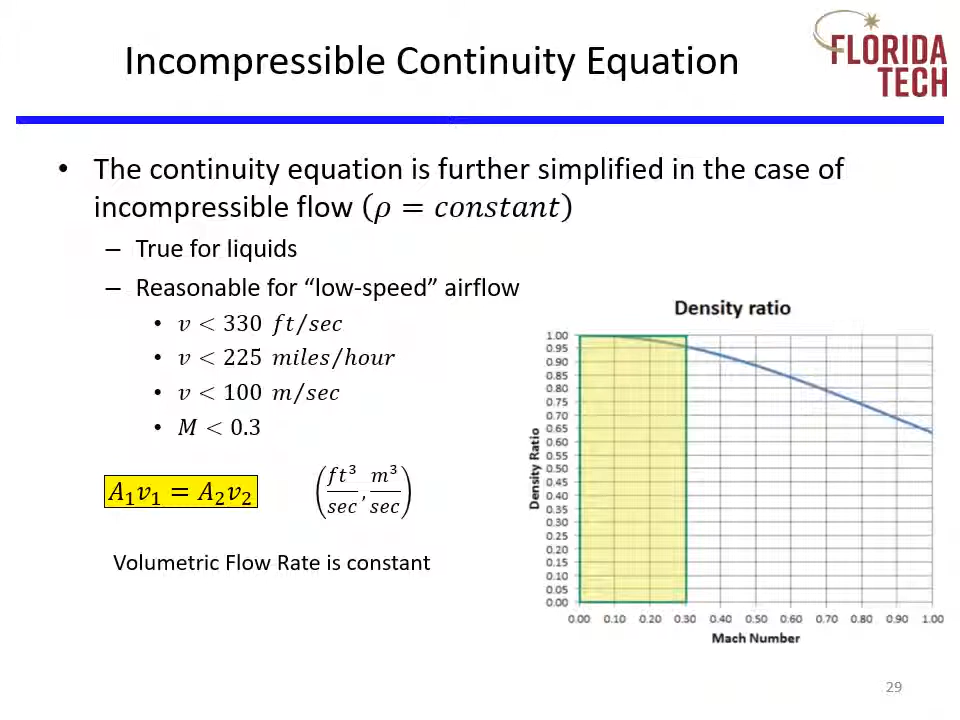 Incompressible Continuity Equation
FLORIDA
TECH
• The continuity equation is further simplified in the case of
incompressible flow (ρ = constant)
– True for liquids
– Reasonable for “low-speed” airflow
• v < 330 ft/sec
• v < 225 miles/hour
• v < 100 m/sec
• M < 0.3
A₁v₁ = A₂v₂
(ft³/sec, m³/sec)
Volumetric Flow Rate is constant
Density ratio
Density Ratio
1.00
0.95
0.90
0.85
0.80
0.75
0.70
0.65
0.60
0.55
0.50
0.45
0.40
0.35
0.30
0.25
0.20
0.15
0.10
0.05
0.00
0.00 0.10 0.20 0.30 0.40 0.50 0.60 0.70 0.80 0.90 1.00
Mach Number
29